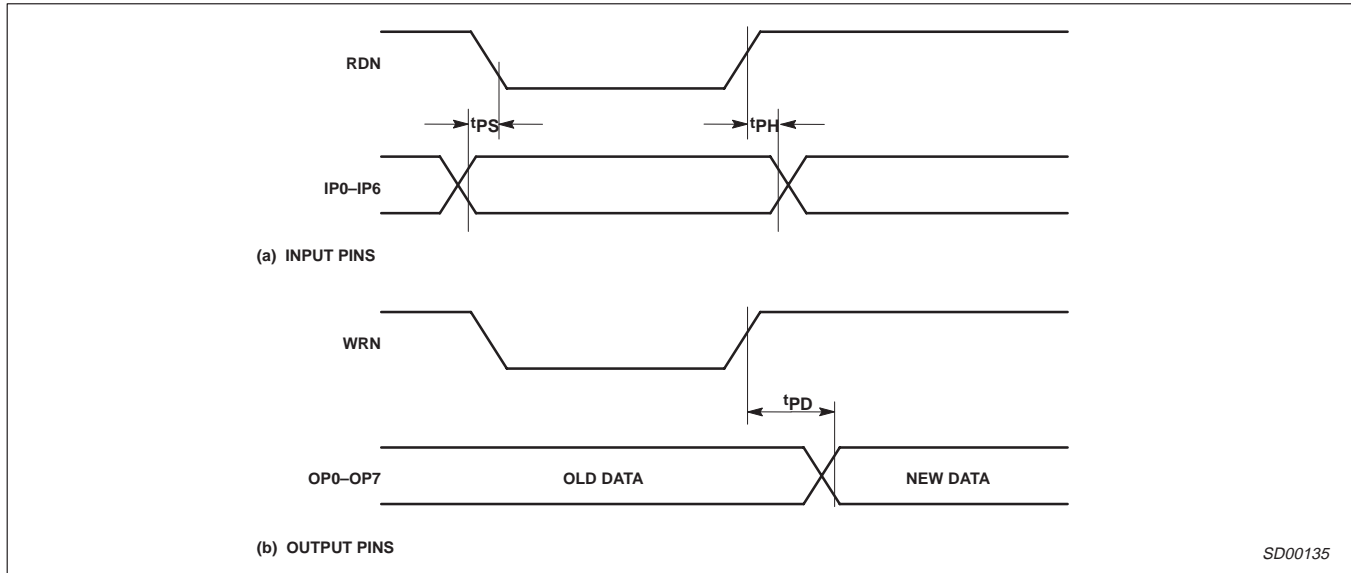 RDN
tPS
tPH
IP0–IP6
(a) INPUT PINS
WRN
tPD
OP0–OP7
OLD DATA
NEW DATA
(b) OUTPUT PINS
SD00135